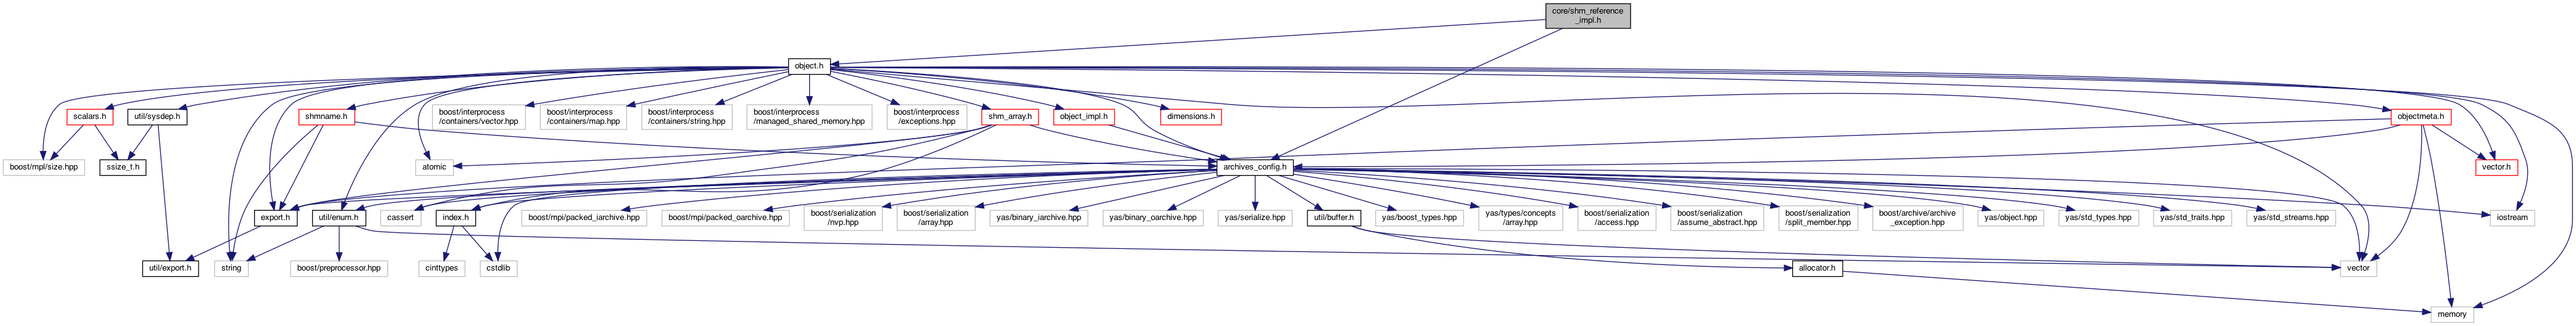 core/shm_reference
_impl.h
object.h
scalars.h
util/sysdep.h
shmname.h
boost/interprocess
/containers/vector.hpp
boost/interprocess
/containers/map.hpp
boost/interprocess
/containers/string.hpp
boost/interprocess
/managed_shared_memory.hpp
boost/interprocess
/exceptions.hpp
shm_array.h
object_impl.h
dimensions.h
objectmeta.h
boost/mpl/size.hpp
ssize_t.h
atomic
archives_config.h
vector.h
export.h
util/enum.h
cassert
index.h
boost/mpi/packed_iarchive.hpp
boost/mpi/packed_oarchive.hpp
boost/serialization
/nvp.hpp
boost/serialization
/array.hpp
yas/binary_iarchive.hpp
yas/binary_oarchive.hpp
yas/serialize.hpp
util/buffer.h
yas/boost_types.hpp
yas/types/concepts
/array.hpp
boost/serialization
/access.hpp
boost/serialization
/assume_abstract.hpp
boost/serialization
/split_member.hpp
boost/archive/archive
_exception.hpp
yas/object.hpp
yas/std_types.hpp
yas/std_traits.hpp
yas/std_streams.hpp
iostream
util/export.h
string
boost/preprocessor.hpp
cinttypes
cstdlib
allocator.h
vector
memory